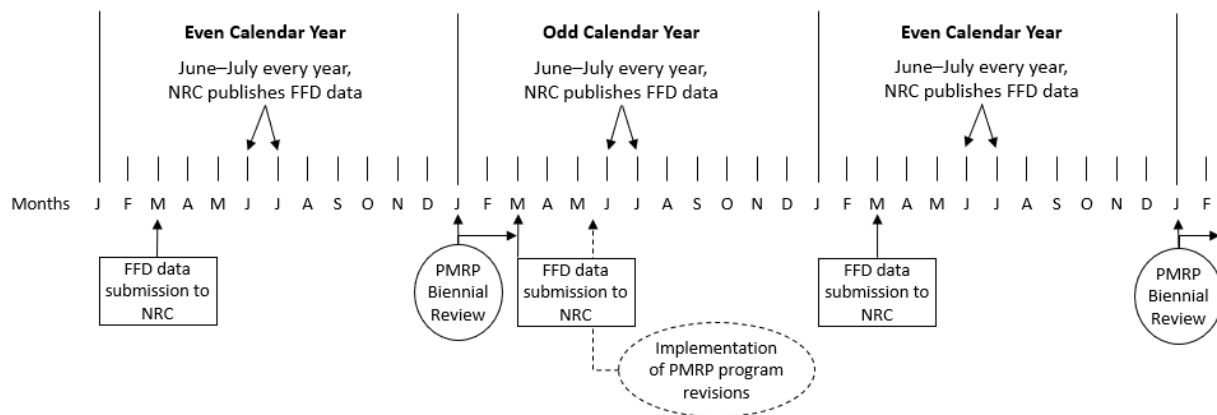 Even Calendar Year
June–July every year,
NRC publishes FFD data
Odd Calendar Year
June–July every year,
NRC publishes FFD data
Even Calendar Year
June–July every year,
NRC publishes FFD data
Months J F M A M J J A S O N D J F M A M J J A S O N D J F M A M J J A S O N D J F
FFD data
submission to
NRC
PMRP
Biennial
Review
FFD data
submission to
NRC
Implementation
of PMRP program
revisions
FFD data
submission to
NRC
PMRP
Biennial
Review